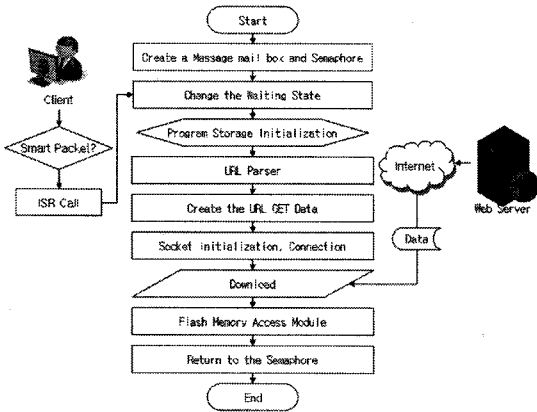 Start
Create a Message mail box and Semaphore
Client
Change the Waiting State
Program Storage Initialization
Smart Packet?
URL Parser
Internet
ISR Call
Create the URL GET Data
Web Server
Socket initialization, Connection
Data
Download
Flash Memory Access Module
Return to the Semaphore
End